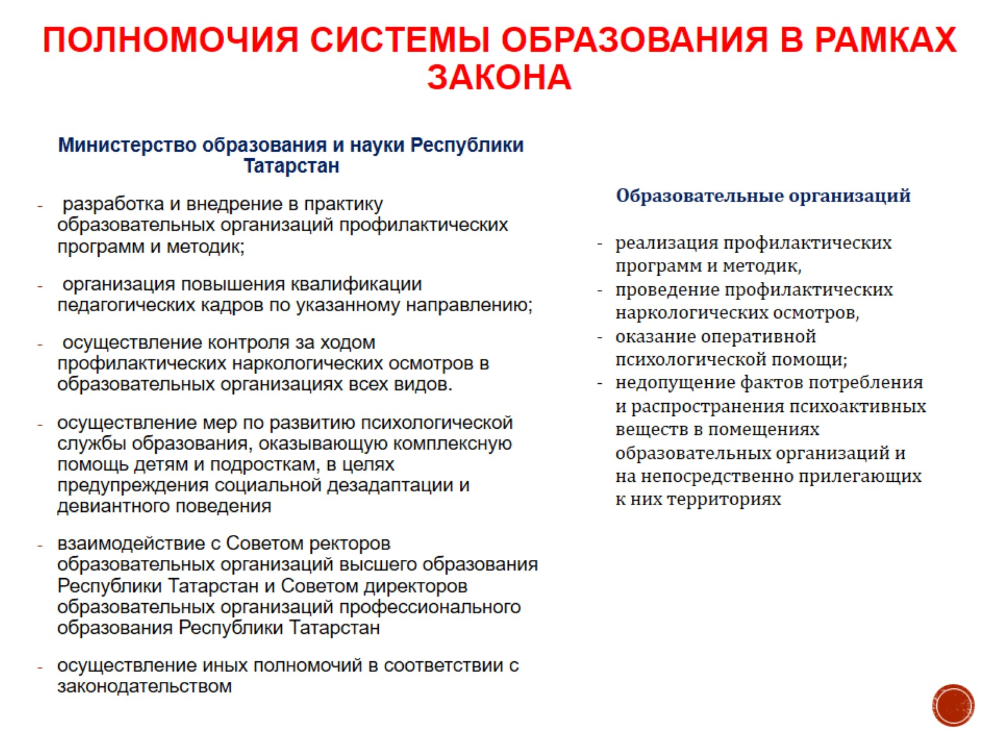 ПОЛНОМОЧИЯ СИСТЕМЫ ОБРАЗОВАНИЯ В РАМКАХ
ЗАКОНА
Министерство образования и науки Республики
Татарстан
- разработка и внедрение в практику
образовательных организаций профилактических
программ и методик;
- организация повышения квалификации
педагогических кадров по указанному направлению;
- осуществление контроля за ходом
профилактических наркологических осмотров в
образовательных организациях всех видов.
- осуществление мер по развитию психологической
службы образования, оказывающую комплексную
помощь детям и подросткам, в целях
предупреждения социальной дезадаптации и
девиантного поведения
- взаимодействие с Советом ректоров
образовательных организаций высшего образования
Республики Татарстан и Советом директоров
образовательных организаций профессионального
образования Республики Татарстан
- осуществление иных полномочий в соответствии с
законодательством
Образовательные организаций
- реализация профилактических
программ и методик,
- проведение профилактических
наркологических осмотров,
- оказание оперативной
психологической помощи;
- недопущение фактов потребления
и распространения психоактивных
веществ в помещениях
образовательных организаций и
на непосредственно прилегающих
к них территориях